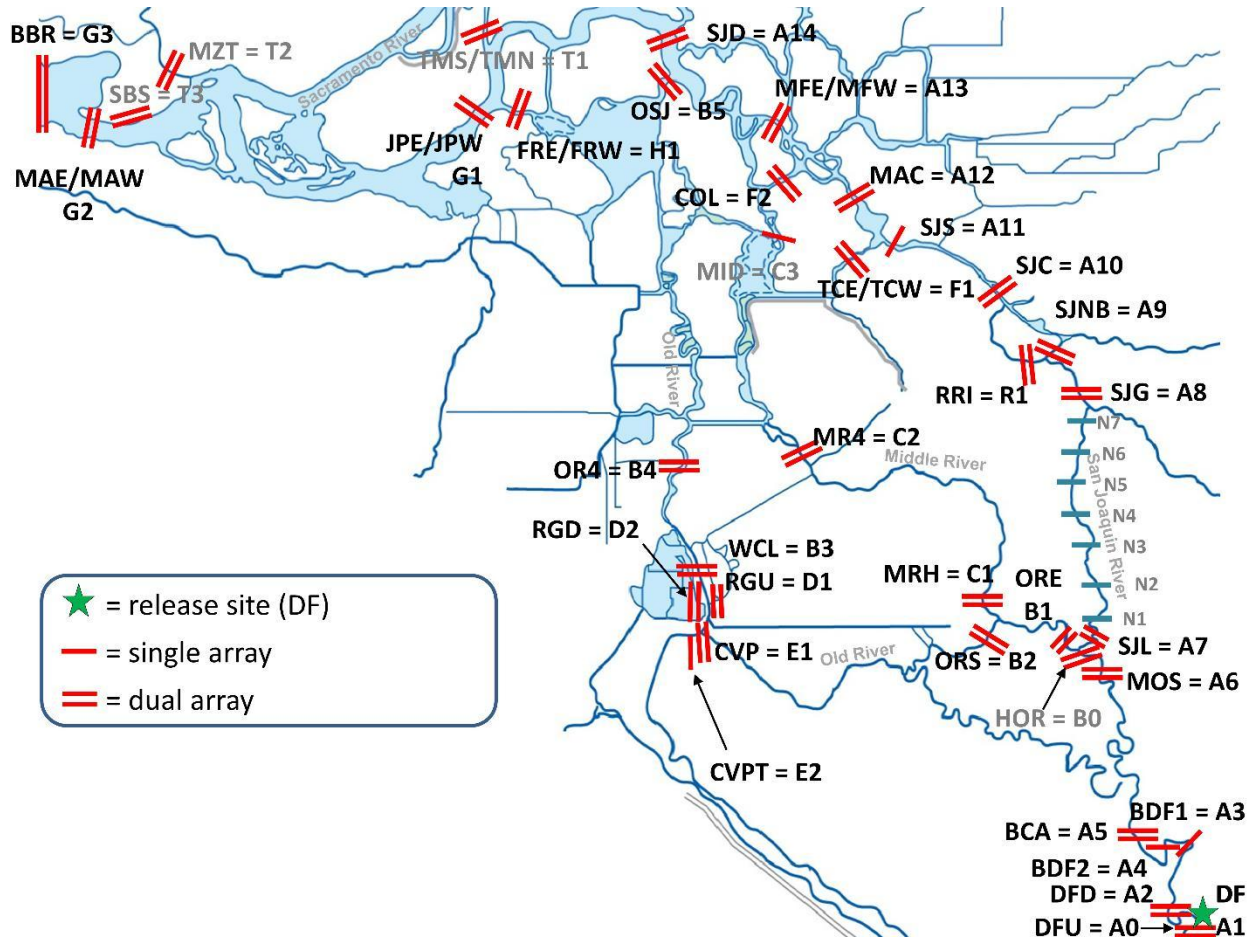 BBR = G3
MZT = T2
SBS = T3
MAE/MAW
G2
Sacramento River
TMS/TMN = T1
JPE/JPW
G1
FRE/FRW = H1
OSJ = B5
SJD = A14
MFE/MFW = A13
COL = F2
MAC = A12
SJS = A11
MID = C3
TCE/TCW = F1
SJC = A10
SJNB = A9
RRI = R1
SJG = A8
Old River
N7
N6
N5
N4
N3
N2
N1
San Joaquin River
MR4 = C2
Middle River
OR4 = B4
RGD = D2
WCL = B3
RGU = D1
MRH = C1
ORE
B1
SJL = A7
MOS = A6
ORS = B2
HOR = B0
CVP = E1
Old River
CVPT = E2
= release site (DF)
= single array
= dual array
BDF1 = A3
BCA = A5
BDF2 = A4
DFD = A2
DF
DFU = A0
A1